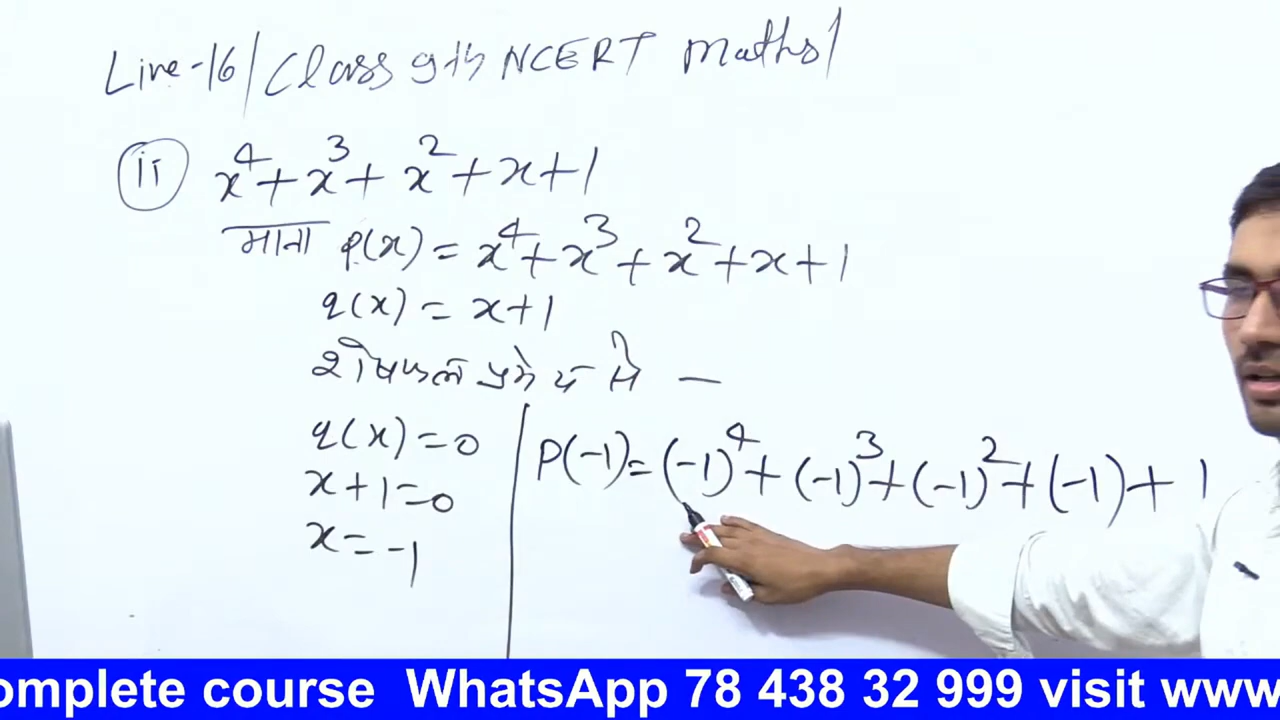 Live-16/Class 9th NCERT Maths/
(ii) x⁴+x³+x²+x+1
माना p(x) = x⁴+x³+x²+x+1
q(x) = x+1
शेषफल प्रमेय से —
q(x)=0
x+1=0
x=-1
P(-1)=(-1)⁴+(-1)³+(-1)²+(-1)+1
omplete course WhatsApp 78 438 32 999 visit www